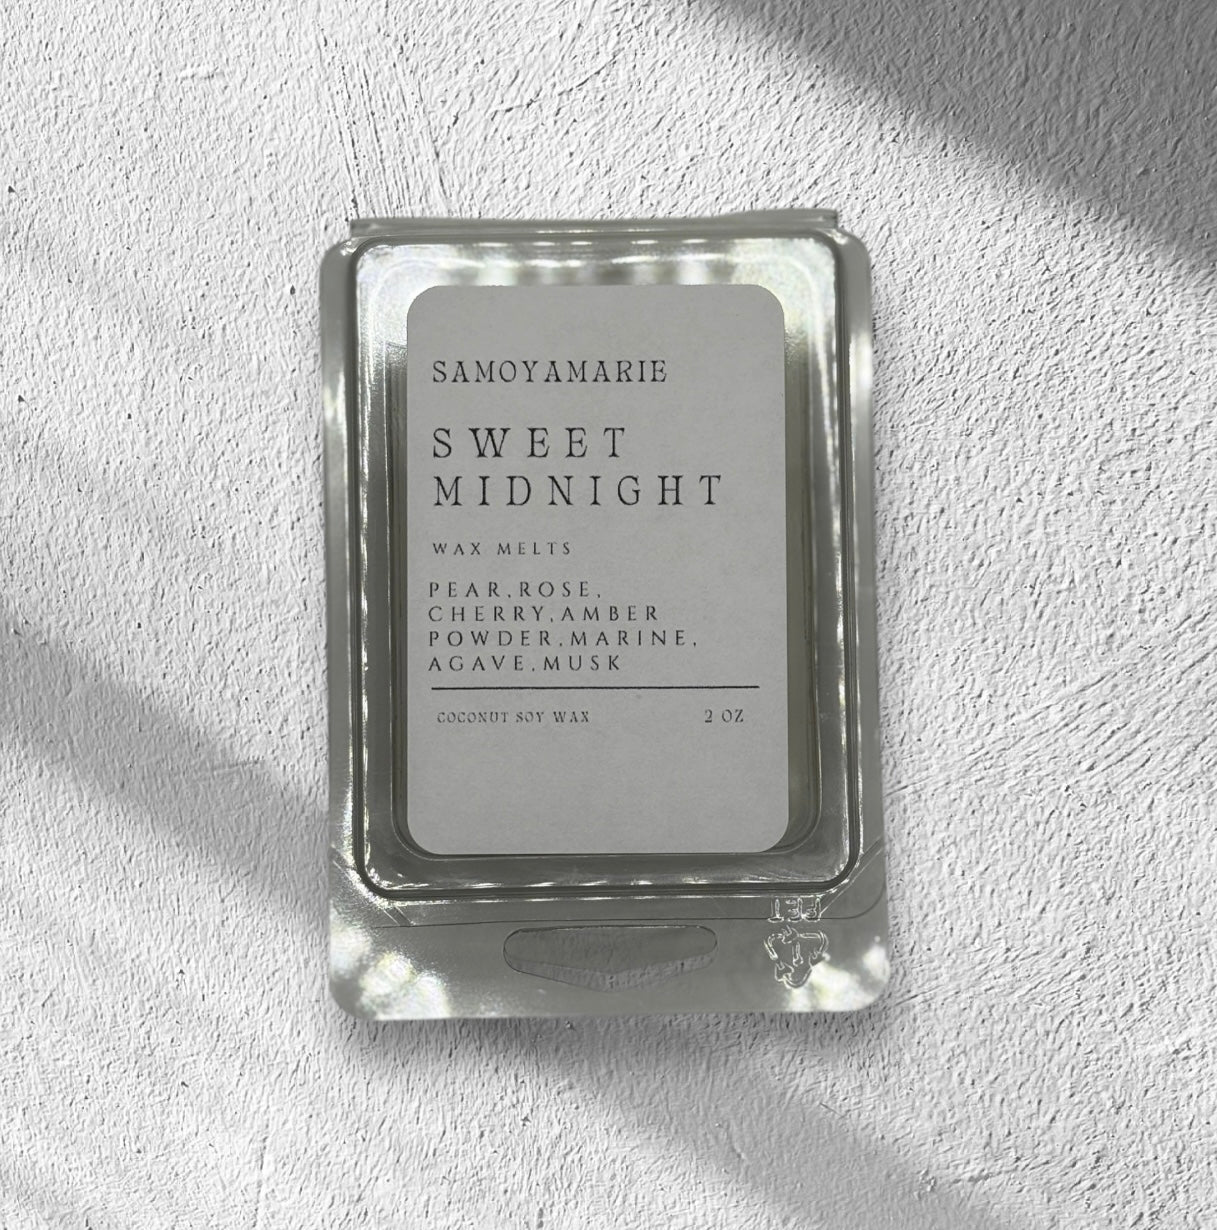 SAMOYAMARIE
SWEET
MIDNIGHT
WAX MELTS
PEAR,ROSE,
CHERRY,AMBER
POWDER,MARINE,
AGAVE,MUSK
COCONUT SOY WAX 2 OZ